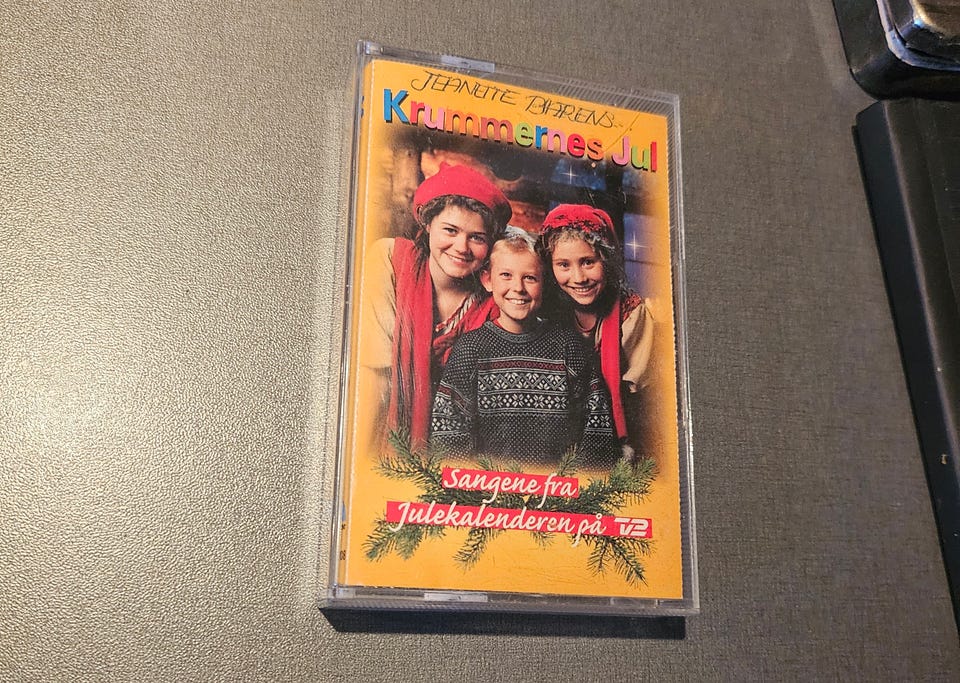 JEANETTE BAHRENS
Krummernes Jul
Sangene fra
Julekalenderen på TV2